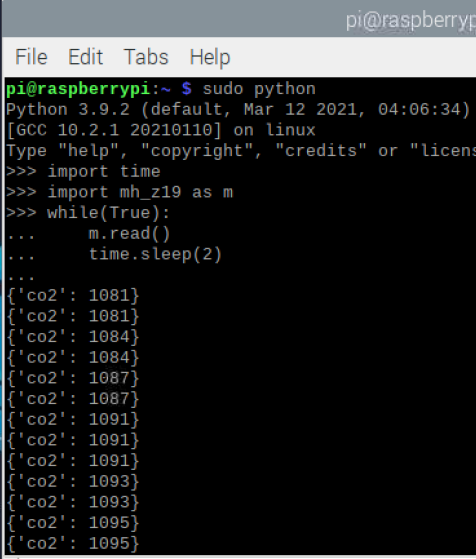 pi@raspberryp
File Edit Tabs Help
pi@raspberrypi:~ $ sudo python
Python 3.9.2 (default, Mar 12 2021, 04:06:34)
[GCC 10.2.1 20210110] on linux
Type "help", "copyright", "credits" or "licens
>>> import time
>>> import mh_z19 as m
>>> while(True):
...     m.read()
...     time.sleep(2)
...
{'co2': 1081}
{'co2': 1081}
{'co2': 1084}
{'co2': 1084}
{'co2': 1087}
{'co2': 1087}
{'co2': 1091}
{'co2': 1091}
{'co2': 1091}
{'co2': 1093}
{'co2': 1093}
{'co2': 1095}
{'co2': 1095}